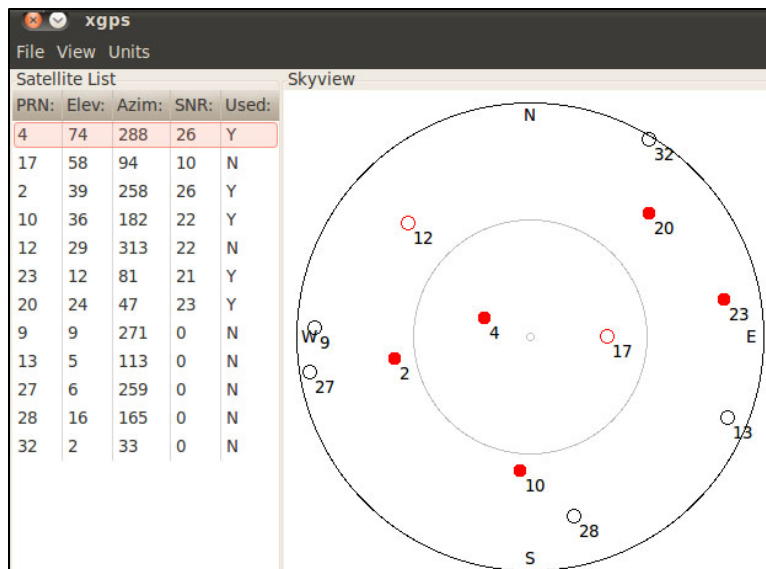 xgps
File View Units
Satellite List
PRN: Elev: Azim: SNR: Used:
4 74 288 26 Y
17 58 94 10 N
2 39 258 26 Y
10 36 182 22 Y
12 29 313 22 N
23 12 81 21 Y
20 24 47 23 Y
9 9 271 0 N
13 5 113 0 N
27 6 259 0 N
28 16 165 0 N
32 2 33 0 N
Skyview
N
32
20
12
23
4
W 9
17
E
2
27
13
10
28
S